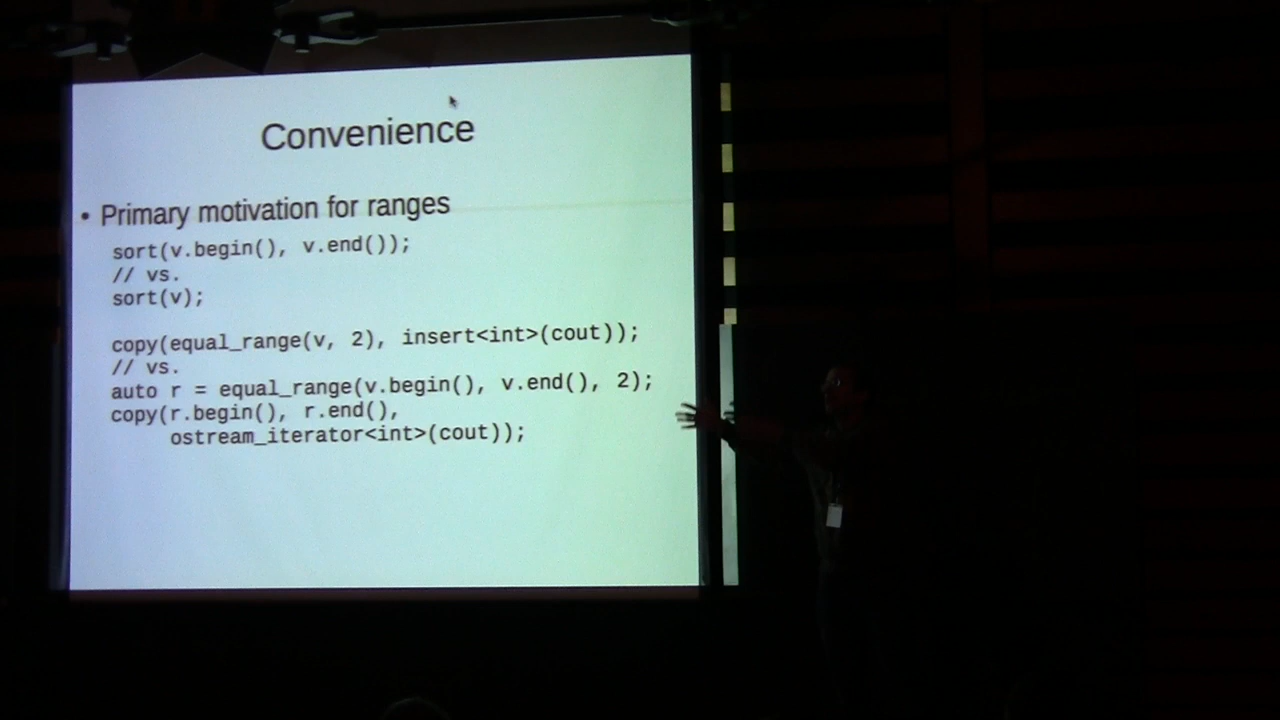 Convenience
• Primary motivation for ranges
sort(v.begin(), v.end());
// vs.
sort(v);
copy(equal_range(v, 2), insert<int>(cout));
// vs.
auto r = equal_range(v.begin(), v.end(), 2);
copy(r.begin(), r.end(),
ostream_iterator<int>(cout));